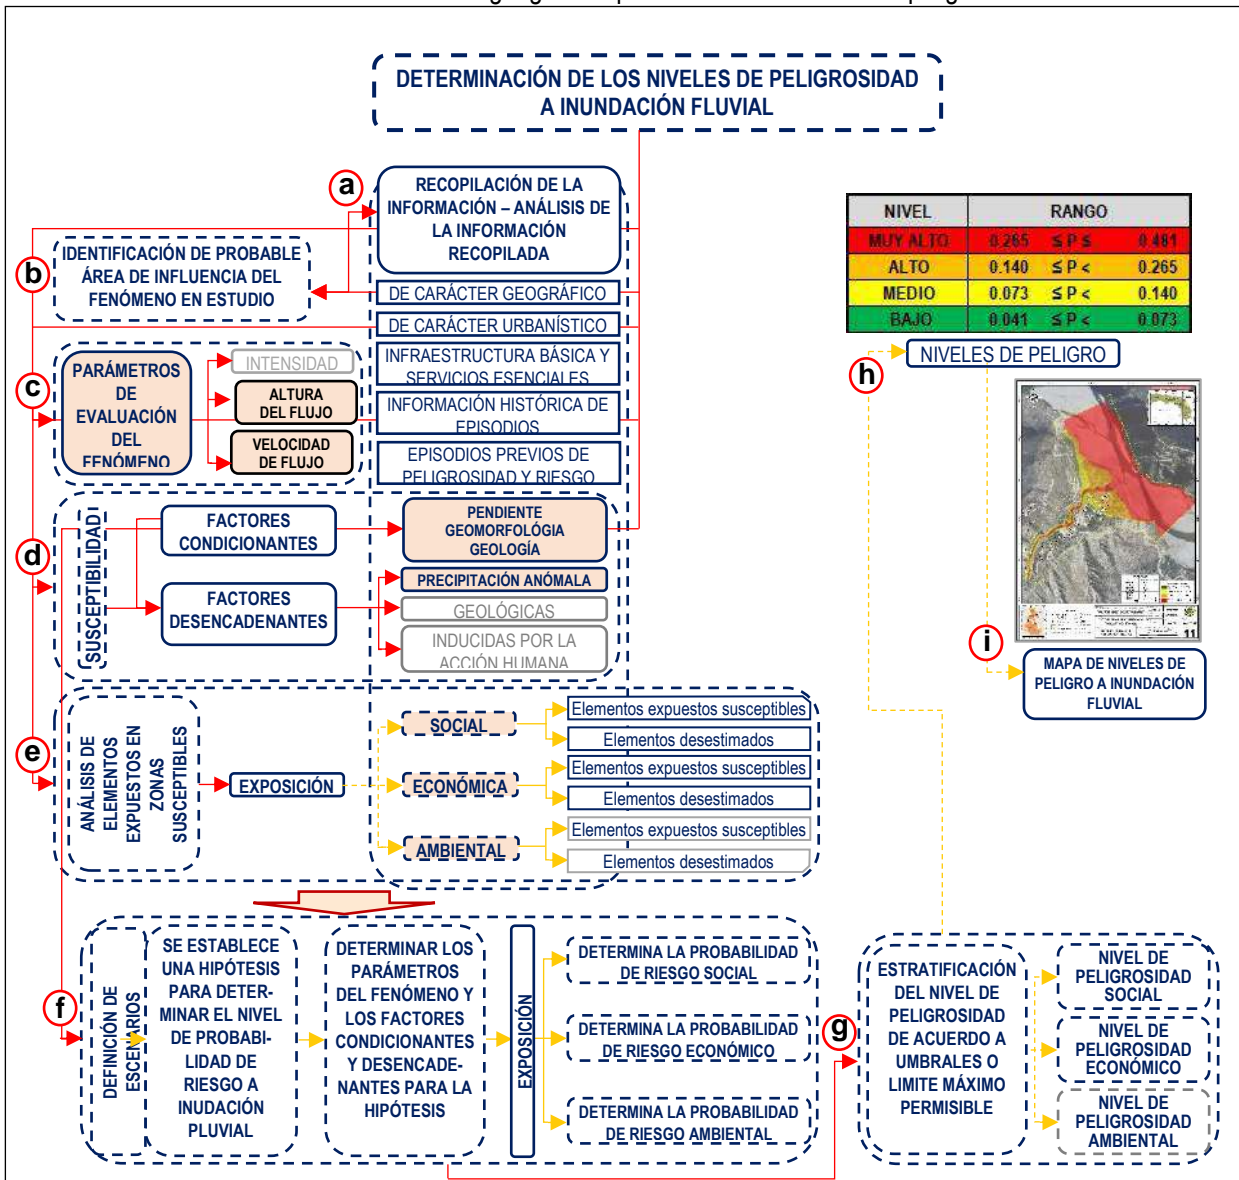 DETERMINACIÓN DE LOS NIVELES DE PELIGROSIDAD
A INUNDACIÓN FLUVIAL
a
RECOPILACIÓN DE LA
INFORMACIÓN – ANÁLISIS DE
LA INFORMACIÓN
RECOPILADA
b
IDENTIFICACIÓN DE PROBABLE
ÁREA DE INFLUENCIA DEL
FENÓMENO EN ESTUDIO
DE CARÁCTER GEOGRÁFICO
DE CARÁCTER URBANÍSTICO
INFRAESTRUCTURA BÁSICA Y
SERVICIOS ESENCIALES
INFORMACIÓN HISTÓRICA DE
EPISODIOS
EPISODIOS PREVIOS DE
PELIGROSIDAD Y RIESGO
c
PARÁMETROS
DE
EVALUACIÓN
DEL
FENÓMENO
INTENSIDAD
ALTURA
DEL FLUJO
VELOCIDAD
DE FLUJO
d
SUSCEPTIBILIDAD
FACTORES
CONDICIONANTES
PENDIENTE
GEOMORFOLÓGIA
GEOLOGÍA
FACTORES
DESENCADENANTES
PRECIPITACIÓN ANÓMALA
GEOLÓGICAS
INDUCIDAS POR LA
ACCIÓN HUMANA
e
ANÁLISIS DE
ELEMENTOS
EXPUESTOS EN
ZONAS
SUSCEPTIBLES
EXPOSICIÓN
SOCIAL
Elementos expuestos susceptibles
Elementos desestimados
ECONÓMICA
Elementos expuestos susceptibles
Elementos desestimados
AMBIENTAL
Elementos expuestos susceptibles
Elementos desestimados
f
DEFINICIÓN DE
ESCENARIOS
SE ESTABLECE
UNA HIPÓTESIS
PARA DETER-
MINAR EL NIVEL
DE PROBABI-
LIDAD DE
RIESGO A
INUDACIÓN
PLUVIAL
DETERMINAR LOS
PARÁMETROS
DEL FENÓMENO Y
LOS FACTORES
CONDICIONANTES
Y DESENCADE-
NANTES PARA LA
HIPÓTESIS
EXPOSICIÓN
DETERMINA LA PROBABILIDAD
DE RIESGO SOCIAL
DETERMINA LA PROBABILIDAD
DE RIESGO ECONÓMICO
DETERMINA LA PROBABILIDAD
DE RIESGO AMBIENTAL
g
ESTRATIFICACIÓN
DEL NIVEL DE
PELIGROSIDAD
DE ACUERDO A
UMBRALES O
LIMITE MÁXIMO
PERMISIBLE
NIVEL DE
PELIGROSIDAD
SOCIAL
NIVEL DE
PELIGROSIDAD
ECONÓMICO
NIVEL DE
PELIGROSIDAD
AMBIENTAL
NIVEL RANGO
MUY ALTO 0.265 ≤ P ≤ 0.481
ALTO 0.140 ≤ P < 0.265
MEDIO 0.073 ≤ P < 0.140
BAJO 0.041 ≤ P < 0.073
h
NIVELES DE PELIGRO
11
i
MAPA DE NIVELES DE
PELIGRO A INUNDACIÓN
FLUVIAL